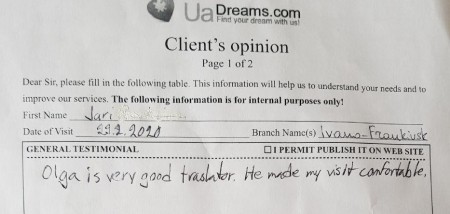 UaDreams.com
Find your dream with us!
Client's opinion
Page 1 of 2
Dear Sir, please fill in the following table. This information will help us to understand your needs and to
improve our services. The following information is for internal purposes only!
First Name Jari
Date of Visit 29.2.2020 Branch Name(s) Ivano-Frankivsk
GENERAL TESTIMONIAL ☐ I PERMIT PUBLISH IT ON WEB SITE
Olga is very good traslator. He made my visit confortable.